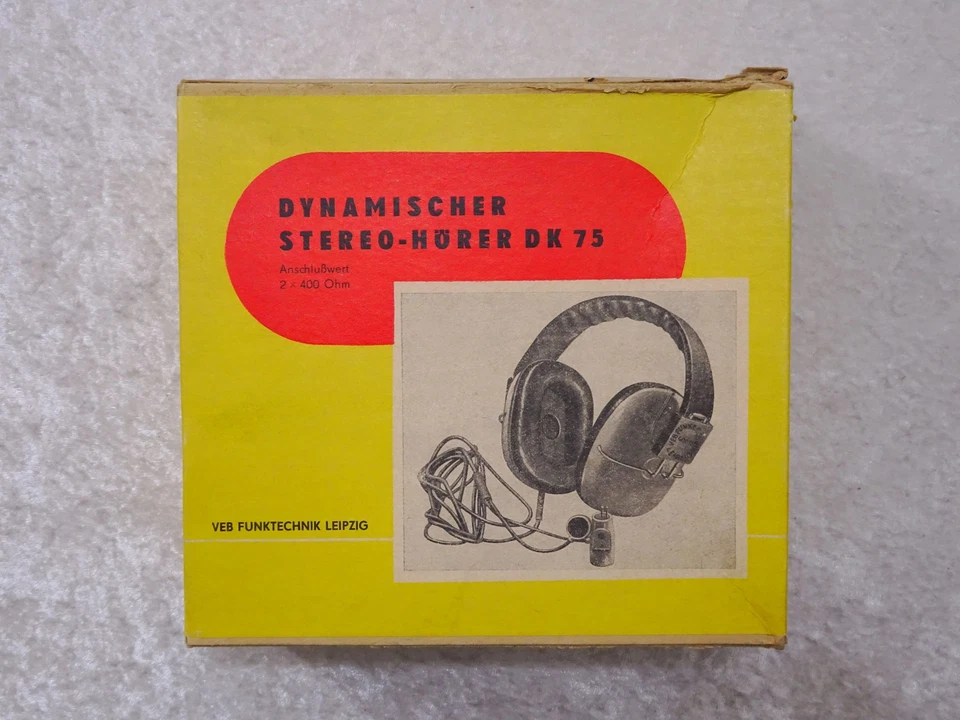 DYNAMISCHER
STEREO-HÖRER DK 75
Anschlußwert
2 × 400 Ohm
VEB FUNKTECHNIK LEIPZIG